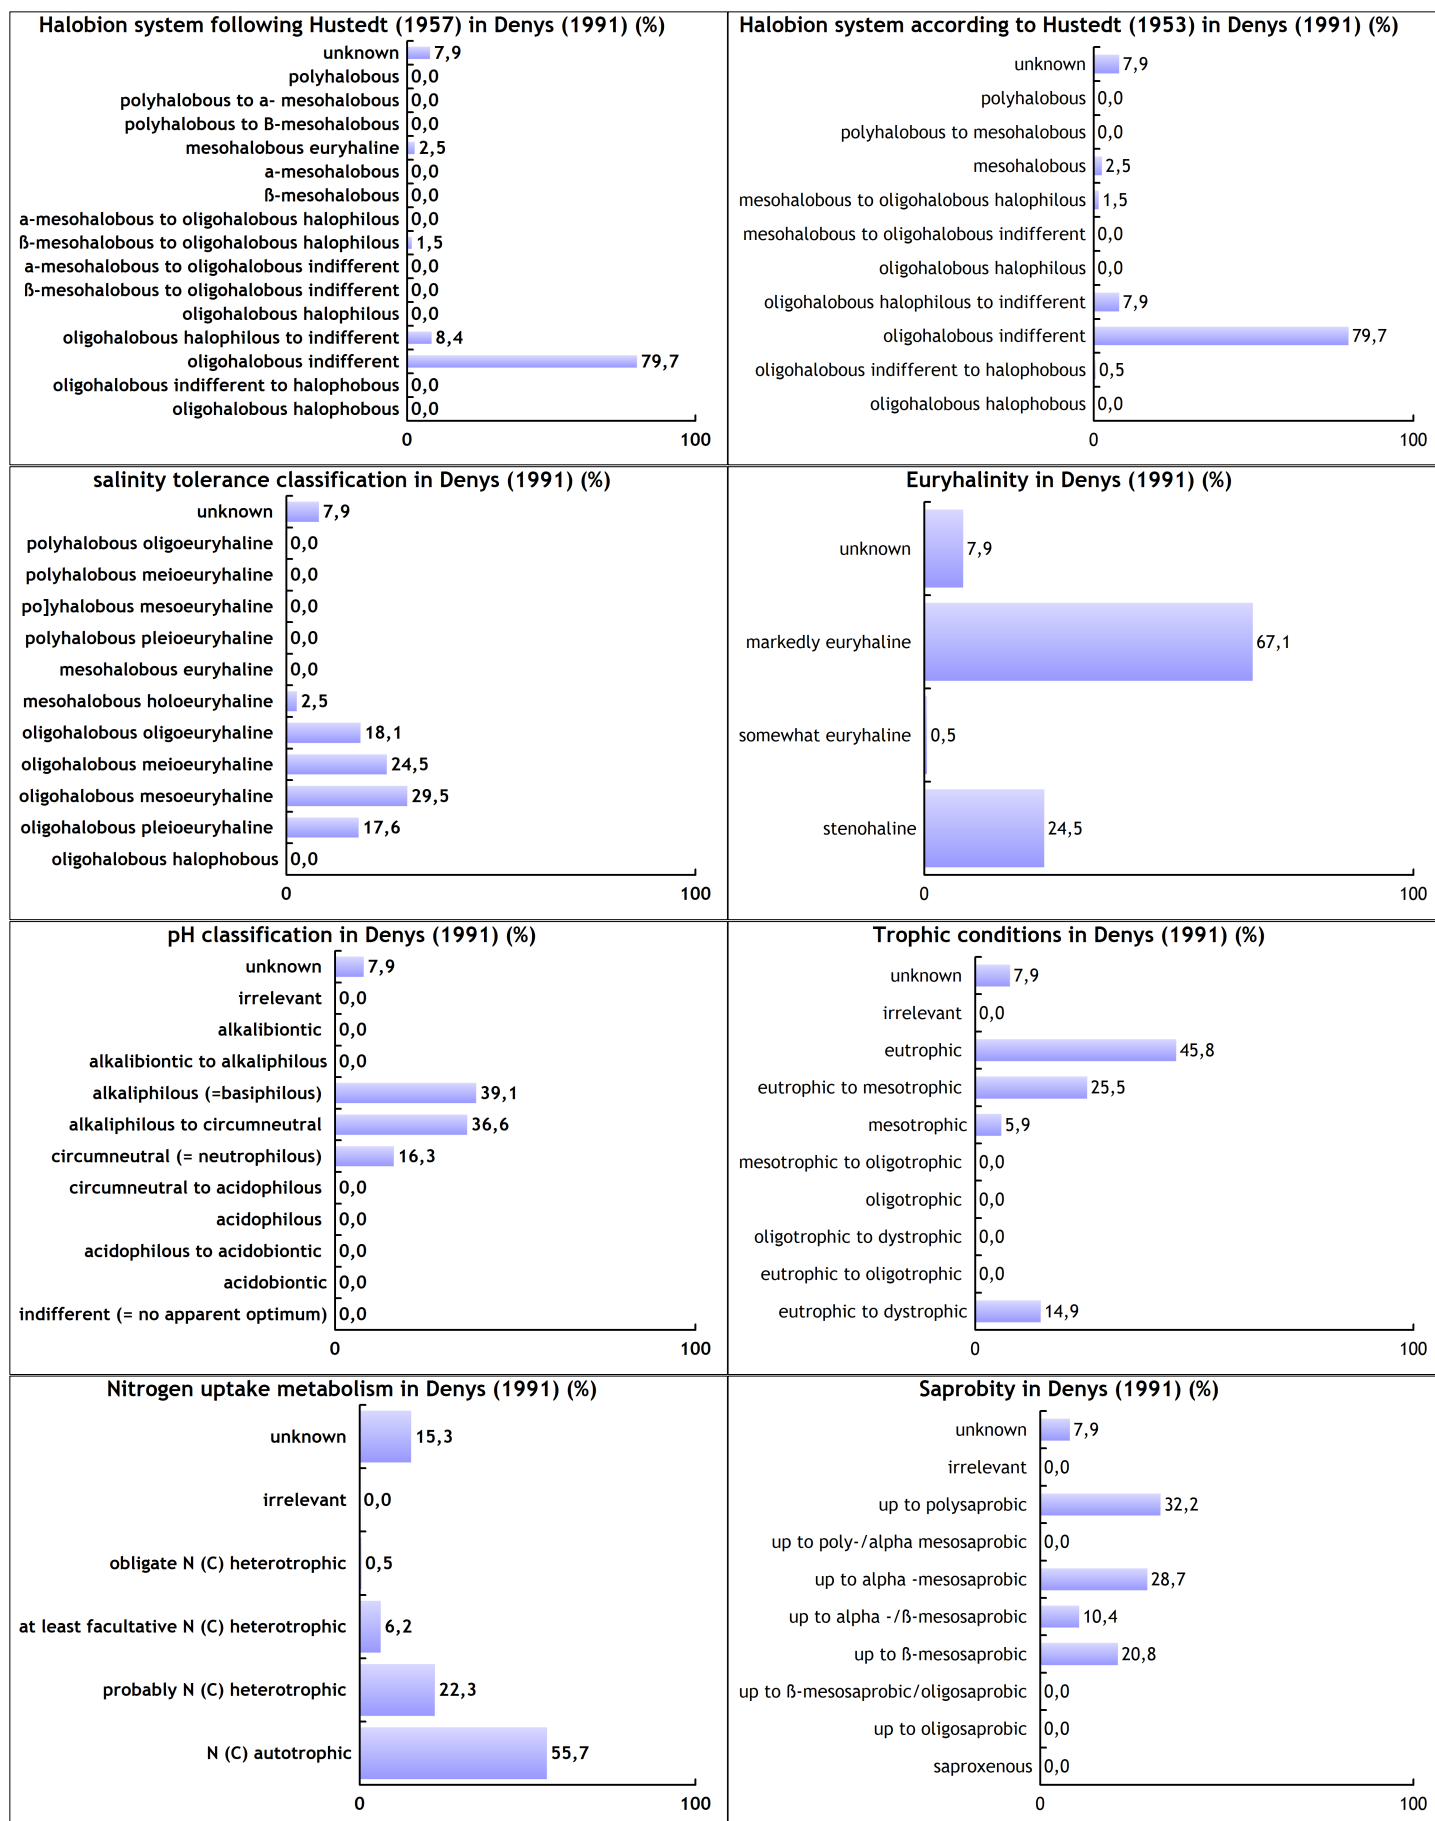 Halobion system following Hustedt (1957) in Denys (1991) (%)
unknown 7,9
polyhalobous 0,0
polyhalobous to a- mesohalobous 0,0
polyhalobous to B-mesohalobous 0,0
mesohalobous euryhaline 2,5
a-mesohalobous 0,0
ß-mesohalobous 0,0
a-mesohalobous to oligohalobous halophilous 0,0
ß-mesohalobous to oligohalobous halophilous 1,5
a-mesohalobous to oligohalobous indifferent 0,0
ß-mesohalobous to oligohalobous indifferent 0,0
oligohalobous halophilous 0,0
oligohalobous halophilous to indifferent 8,4
oligohalobous indifferent 79,7
oligohalobous indifferent to halophobous 0,0
oligohalobous halophobous 0,0
0 100
Halobion system according to Hustedt (1953) in Denys (1991) (%)
unknown 7,9
polyhalobous 0,0
polyhalobous to mesohalobous 0,0
mesohalobous 2,5
mesohalobous to oligohalobous halophilous 1,5
mesohalobous to oligohalobous indifferent 0,0
oligohalobous halophilous 0,0
oligohalobous halophilous to indifferent 7,9
oligohalobous indifferent 79,7
oligohalobous indifferent to halophobous 0,5
oligohalobous halophobous 0,0
0 100
salinity tolerance classification in Denys (1991) (%)
unknown 7,9
polyhalobous oligoeuryhaline 0,0
polyhalobous meioeuryhaline 0,0
po]yhalobous mesoeuryhaline 0,0
polyhalobous pleioeuryhaline 0,0
mesohalobous euryhaline 0,0
mesohalobous holoeuryhaline 2,5
oligohalobous oligoeuryhaline 18,1
oligohalobous meioeuryhaline 24,5
oligohalobous mesoeuryhaline 29,5
oligohalobous pleioeuryhaline 17,6
oligohalobous halophobous 0,0
0 100
Euryhalinity in Denys (1991) (%)
unknown 7,9
markedly euryhaline 67,1
somewhat euryhaline 0,5
stenohaline 24,5
0 100
pH classification in Denys (1991) (%)
unknown 7,9
irrelevant 0,0
alkalibiontic 0,0
alkalibiontic to alkaliphilous 0,0
alkaliphilous (=basiphilous) 39,1
alkaliphilous to circumneutral 36,6
circumneutral (= neutrophilous) 16,3
circumneutral to acidophilous 0,0
acidophilous 0,0
acidophilous to acidobiontic 0,0
acidobiontic 0,0
indifferent (= no apparent optimum) 0,0
0 100
Trophic conditions in Denys (1991) (%)
unknown 7,9
irrelevant 0,0
eutrophic 45,8
eutrophic to mesotrophic 25,5
mesotrophic 5,9
mesotrophic to oligotrophic 0,0
oligotrophic 0,0
oligotrophic to dystrophic 0,0
eutrophic to oligotrophic 0,0
eutrophic to dystrophic 14,9
0 100
Nitrogen uptake metabolism in Denys (1991) (%)
unknown 15,3
irrelevant 0,0
obligate N (C) heterotrophic 0,5
at least facultative N (C) heterotrophic 6,2
probably N (C) heterotrophic 22,3
N (C) autotrophic 55,7
0 100
Saprobity in Denys (1991) (%)
unknown 7,9
irrelevant 0,0
up to polysaprobic 32,2
up to poly-/alpha mesosaprobic 0,0
up to alpha -mesosaprobic 28,7
up to alpha -/ß-mesosaprobic 10,4
up to ß-mesosaprobic 20,8
up to ß-mesosaprobic/oligosaprobic 0,0
up to oligosaprobic 0,0
saproxenous 0,0
0 100